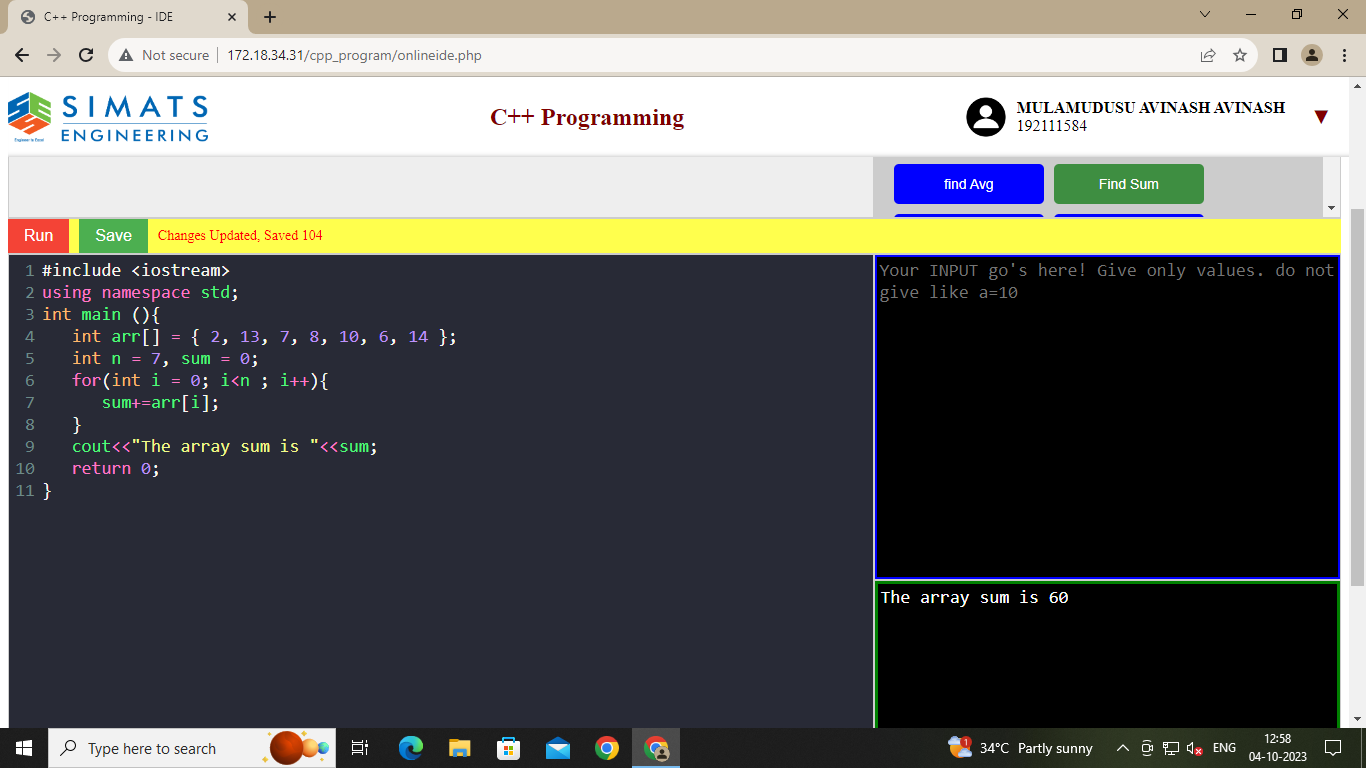 C++ Programming - IDE
Not secure 172.18.34.31/cpp_program/onlineide.php
SIMATS
ENGINEERING
Engineer to Excel
C++ Programming
MULAMUDUSU AVINASH AVINASH
192111584
find Avg
Find Sum
Run
Save
Changes Updated, Saved 104
1 #include <iostream>
2 using namespace std;
3 int main (){
4    int arr[] = { 2, 13, 7, 8, 10, 6, 14 };
5    int n = 7, sum = 0;
6    for(int i = 0; i<n ; i++){
7       sum+=arr[i];
8    }
9    cout<<"The array sum is "<<sum;
10    return 0;
11 }
Your INPUT go's here! Give only values. do not
give like a=10
The array sum is 60
Type here to search
1
34°C Partly sunny
ENG
12:58
04-10-2023